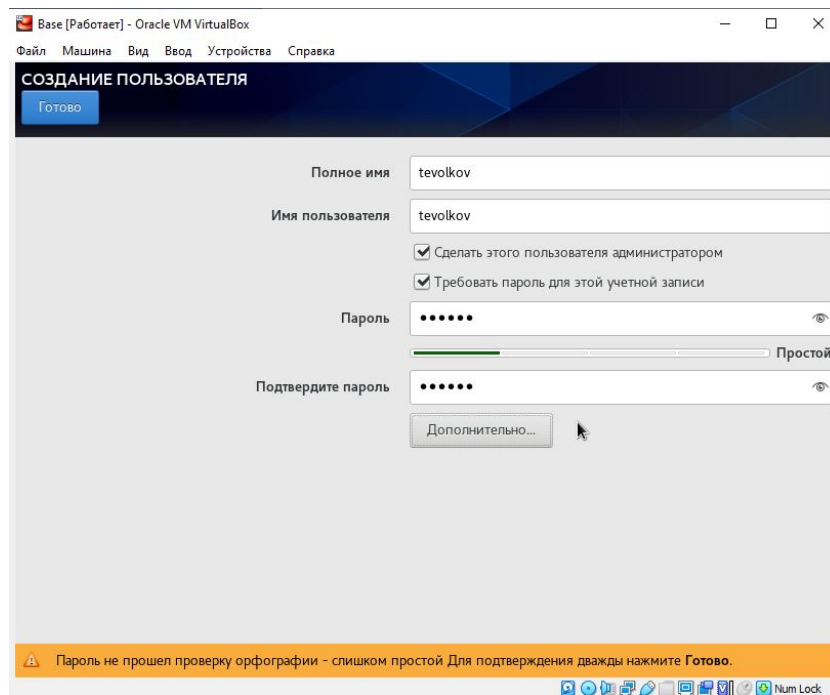 Base [Работает] - Oracle VM VirtualBox
Файл Машина Вид Ввод Устройства Справка
СОЗДАНИЕ ПОЛЬЗОВАТЕЛЯ
Готово
Полное имя tevolkov
Имя пользователя tevolkov
Сделать этого пользователя администратором
Требовать пароль для этой учетной записи
Пароль ••••••
Простой
Подтвердите пароль ••••••
Дополнительно...
Пароль не прошел проверку орфографии - слишком простой Для подтверждения дважды нажмите Готово.
Num Lock